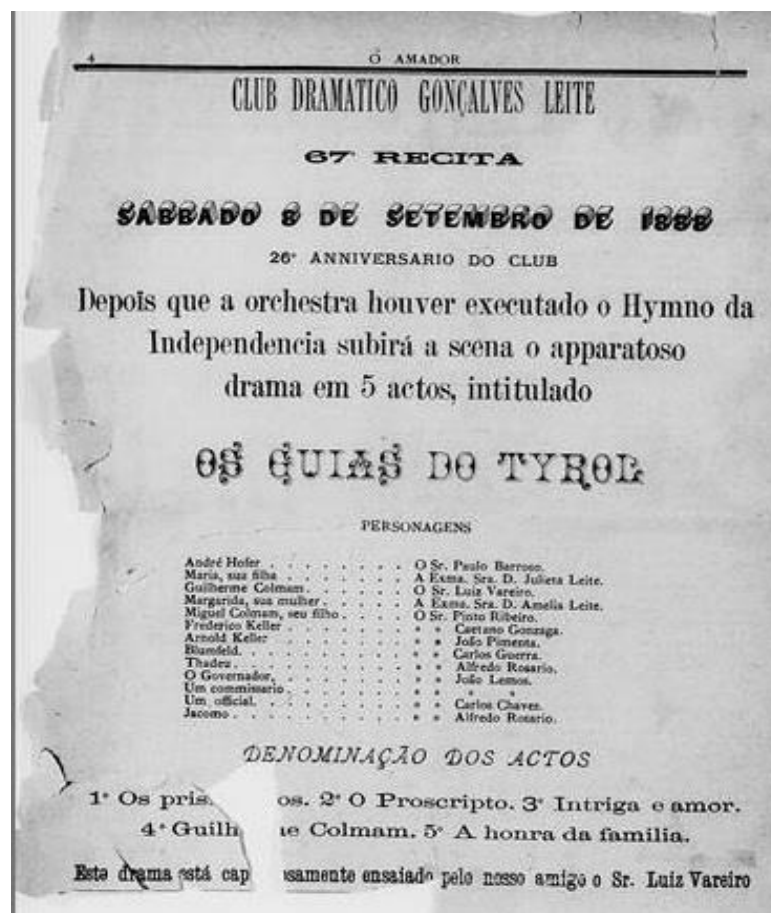 4 O AMADOR
CLUB DRAMATICO GONÇALVES LEITE
67ª RECITA
SABBADO 8 DE SETEMBRO DE 1888
26º ANNIVERSARIO DO CLUB
Depois que a orchestra houver executado o Hymno da
Independencia subirá a scena o apparatoso
drama em 5 actos, intitulado
OS GUIAS DO TYROL
PERSONAGENS
André Hofer . . . . . . . . O Sr. Paulo Barroso.
Maria, sua filha . . . . . . . A Exma. Sra. D. Julieta Leite.
Guilherme Colmam . . . . . . O Sr. Luiz Vareiro.
Margarida, sua mulher . . . . . A Exma. Sra. D. Amelia Leite.
Miguel Colmam, seu filho . . . . O Sr. Pinto Ribeiro.
Frederico Keller . . . . . . . » » Caetano Gonzaga.
Arnold Keller . . . . . . . » » João Pimenta.
Blumfeld. . . . . . . . . » » Carlos Guerra.
Thadeu . . . . . . . . . » » Alfredo Rosario.
O Governador, . . . . . . . » » João Lemos.
Um commissario . . . . . . . » » » »
Um official. . . . . . . . » » Carlos Chaves.
Jacomo . . . . . . . . . » » Alfredo Rosario.
DENOMINAÇÃO DOS ACTOS
1º Os pris os. 2º O Proscripto. 3º Intriga e amor.
4º Guilh e Colmam. 5º A honra da familia.
Este drama está cap samente ensaiado pelo nosso amigo o Sr. Luiz Vareiro